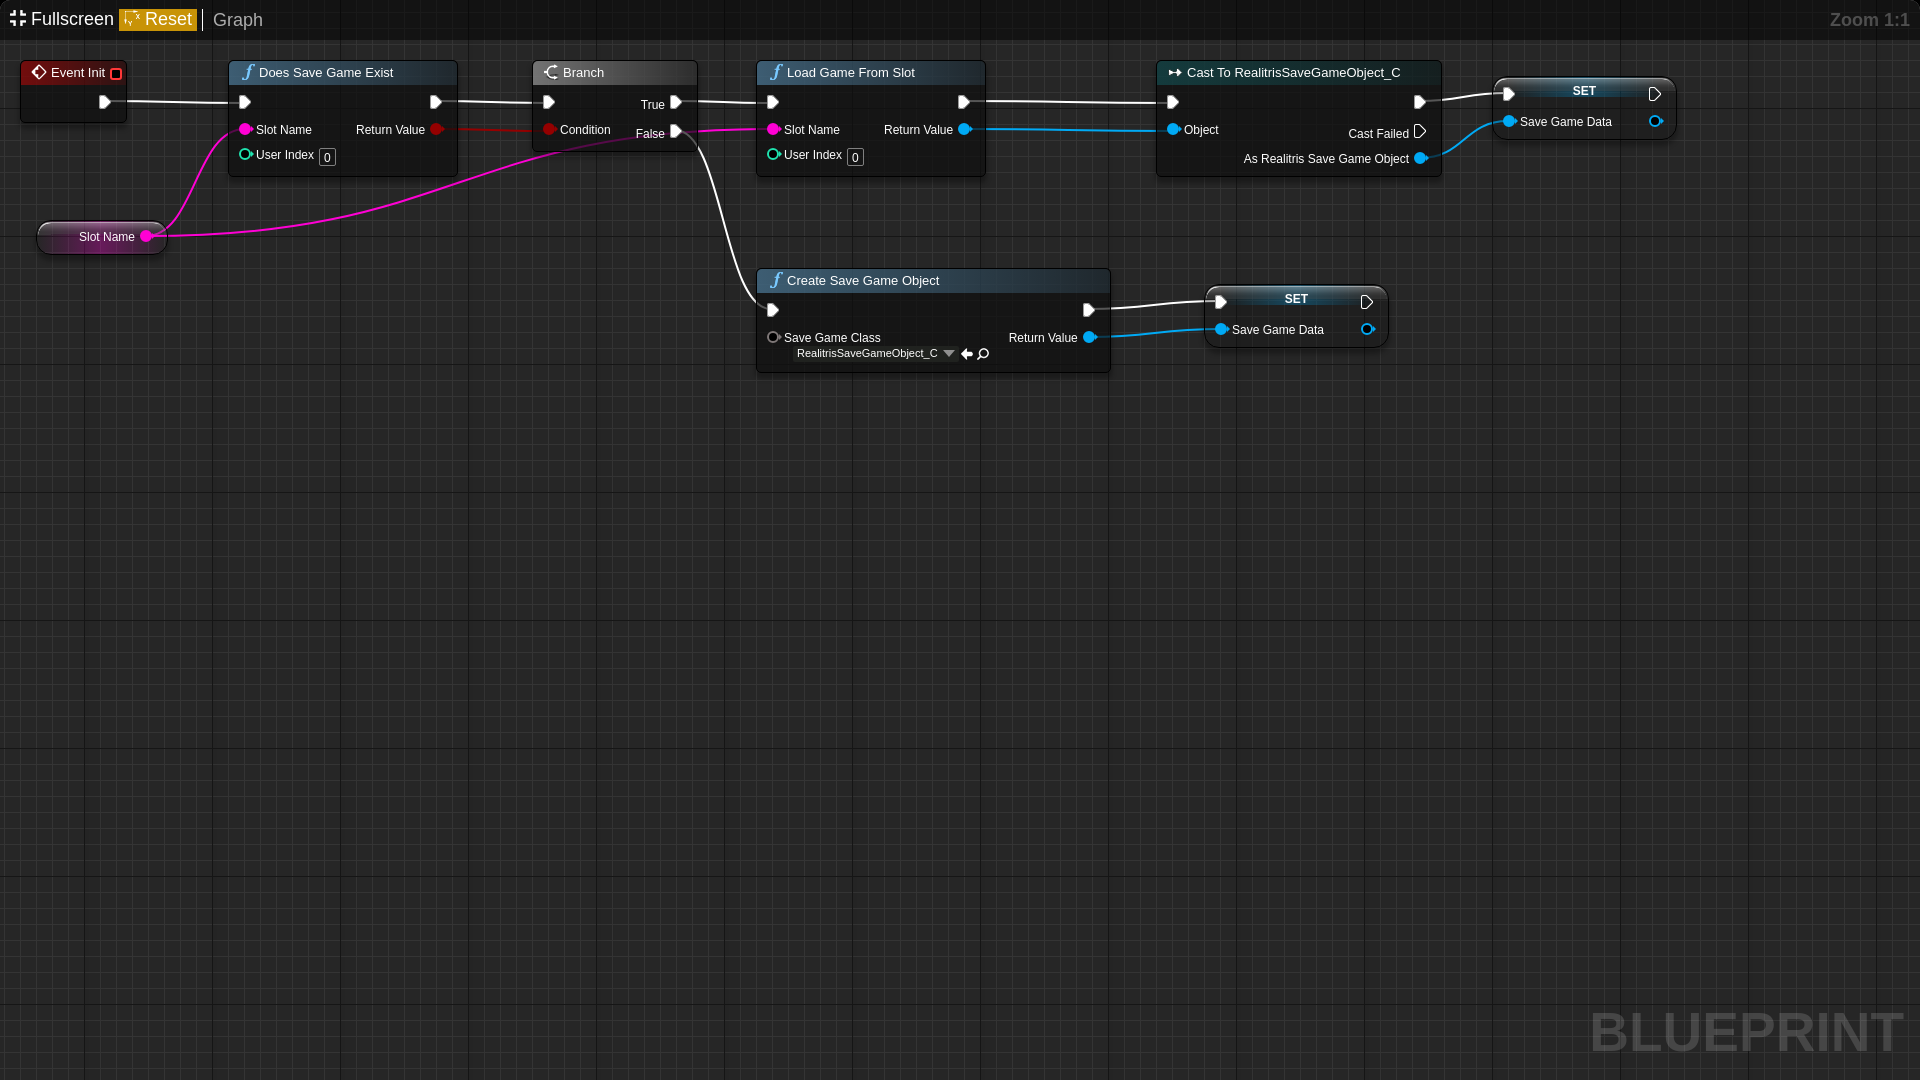 Fullscreen Reset Graph
Zoom 1:1
Event Init
Does Save Game Exist
Slot Name Return Value
User Index 0
Branch
True
Condition False
Load Game From Slot
Slot Name Return Value
User Index 0
Cast To RealitrisSaveGameObject_C
Object
Cast Failed
As Realitris Save Game Object
SET
Save Game Data
Slot Name
Create Save Game Object
Save Game Class Return Value
RealitrisSaveGameObject_C
SET
Save Game Data
BLUEPRINT